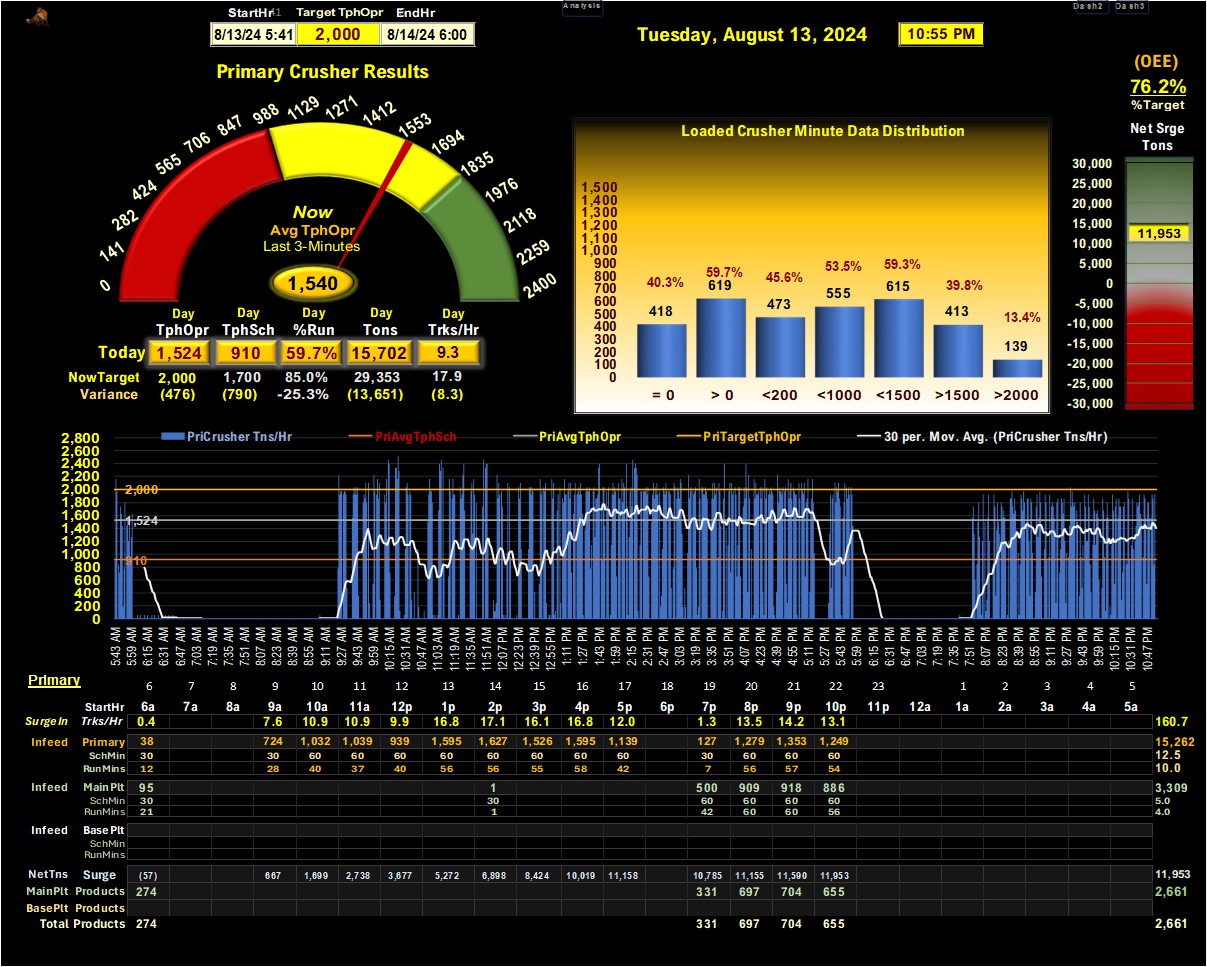 StartHr Target TphOpr EndHr
8/13/24 5:41 2,000 8/14/24 6:00
Analysis
Dash2 Dash3
Tuesday, August 13, 2024 10:55 PM
Primary Crusher Results
0 141 282 424 565 706 847 988 1129 1271 1412 1553 1694 1835 1976 2118 2259 2400
Now
Avg TphOpr
Last 3-Minutes
1,540
Day Day Day Day Day
TphOpr TphSch %Run Tons Trks/Hr
Today 1,524 910 59.7% 15,702 9.3
NowTarget 2,000 1,700 85.0% 29,353 17.9
Variance (476) (790) -25.3% (13,651) (8.3)
Loaded Crusher Minute Data Distribution
1,500
1,400
1,300
1,200
1,100
1,000
900
800
700
600
500
400
300
200
100
0
40.3% 59.7% 45.6% 53.5% 59.3% 39.8% 13.4%
418 619 473 555 615 413 139
= 0 > 0 <200 <1000 <1500 >1500 >2000
(OEE)
76.2%
%Target
Net Srge
Tons
30,000
25,000
20,000
15,000
11,953
10,000
5,000
0
-5,000
-10,000
-15,000
-20,000
-25,000
-30,000
PriCrusher Tns/Hr PriAvgTphSch PriAvgTphOpr PriTargetTphOpr 30 per. Mov. Avg. (PriCrusher Tns/Hr)
2,800
2,600
2,400
2,200
2,000
1,800
1,600
1,400
1,200
1,000
800
600
400
200
0
2,000
1,524
910
5:43 AM 5:59 AM 6:15 AM 6:31 AM 6:47 AM 7:03 AM 7:19 AM 7:35 AM 7:51 AM 8:07 AM 8:23 AM 8:39 AM 8:55 AM 9:11 AM 9:27 AM 9:43 AM 9:59 AM 10:15 AM 10:31 AM 10:47 AM 11:03 AM 11:19 AM 11:35 AM 11:51 AM 12:07 PM 12:23 PM 12:39 PM 12:55 PM 1:11 PM 1:27 PM 1:43 PM 1:59 PM 2:15 PM 2:31 PM 2:47 PM 3:03 PM 3:19 PM 3:35 PM 3:51 PM 4:07 PM 4:23 PM 4:39 PM 4:55 PM 5:11 PM 5:27 PM 5:43 PM 5:59 PM 6:15 PM 6:31 PM 6:47 PM 7:03 PM 7:19 PM 7:35 PM 7:51 PM 8:07 PM 8:23 PM 8:39 PM 8:55 PM 9:11 PM 9:27 PM 9:43 PM 9:59 PM 10:15 PM 10:31 PM 10:47 PM
Primary
6 7 8 9 10 11 12 13 14 15 16 17 18 19 20 21 22 23 1 2 3 4 5
StartHr 6a 7a 8a 9a 10a 11a 12a 1p 2p 3p 4p 5p 6p 7p 8p 9p 10p 11p 12a 1a 2a 3a 4a 5a
SurgeIn Trks/Hr 0.4 7.6 10.9 10.9 9.9 16.8 17.1 16.1 16.8 12.0 1.3 13.5 14.2 13.1 160.7
Infeed Primary 38 724 1,032 1,039 939 1,595 1,627 1,526 1,595 1,139 127 1,279 1,353 1,249 15,262
SchMin 30 60 60 60 60 60 60 60 60 60 30 60 60 60 12.5
RunMins 12 28 40 37 40 56 56 55 58 42 7 56 57 54 10.0
Infeed MainPlt 95 1 500 909 918 886 3,309
SchMin 30 30 60 60 60 60 5.0
RunMins 21 1 42 60 60 56 4.0
Infeed Base Plt
SchMin
RunMins
NetTns Surge (57) 667 1,699 2,738 3,677 5,272 6,898 8,424 10,019 11,158 10,785 11,155 11,590 11,953 11,953
MainPlt Products 274 331 697 704 655 2,661
BasePlt Products
Total Products 274 331 697 704 655 2,661